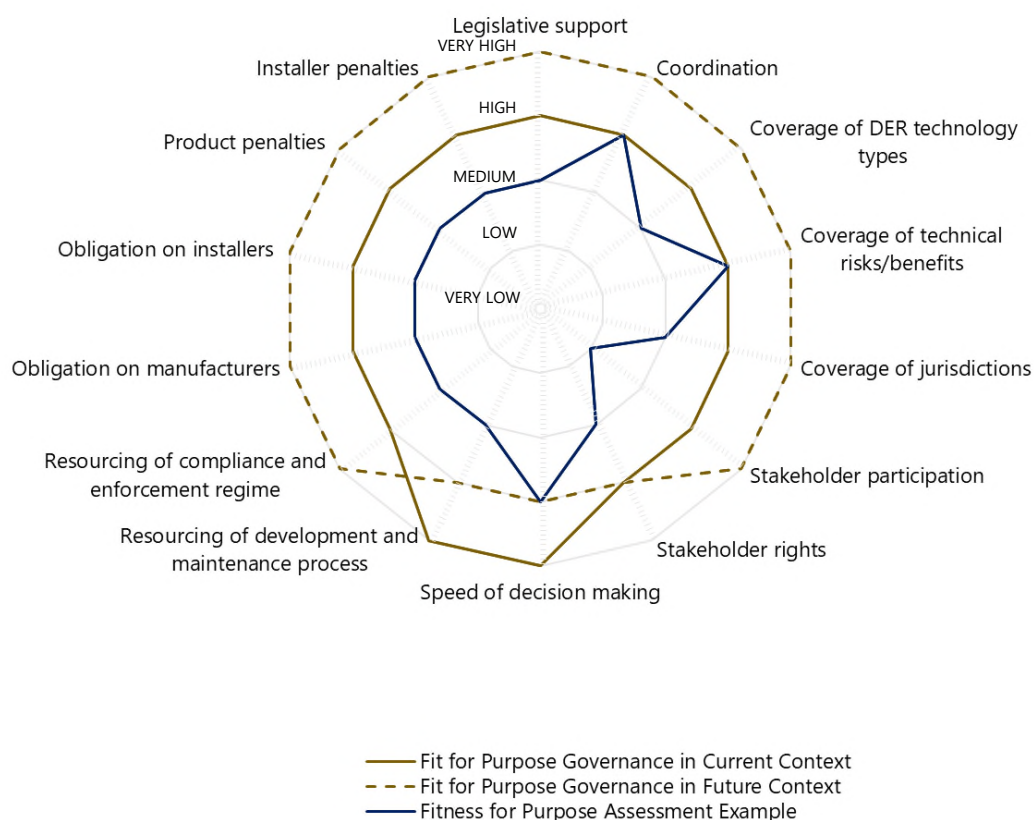 Legislative support
VERY HIGH
Installer penalties
Coordination
HIGH
Product penalties
Coverage of DER technology
types
MEDIUM
Obligation on installers
LOW
Coverage of technical
risks/benefits
VERY LOW
Obligation on manufacturers
Coverage of jurisdictions
Resourcing of compliance and
enforcement regime
Stakeholder participation
Resourcing of development and
maintenance process
Stakeholder rights
Speed of decision making
Fit for Purpose Governance in Current Context
Fit for Purpose Governance in Future Context
Fitness for Purpose Assessment Example